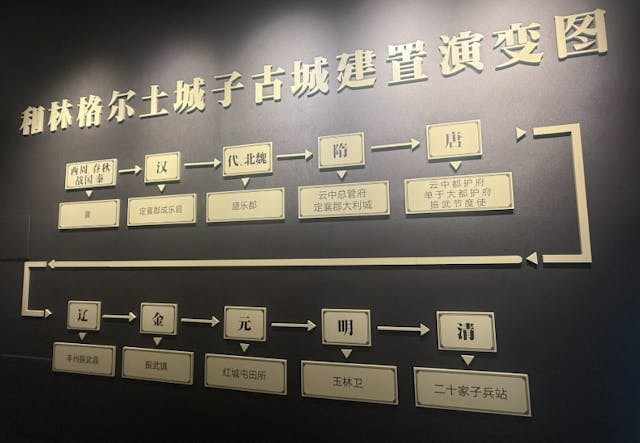 和林格尔土城子古城建置演变图
西周 春秋
战国 秦
汉
代、北魏
隋
唐
襄
定襄郡成乐县
盛乐都
云中总管府
定襄郡大利城
云中都护府
单于大都护府
振武节度使
辽
金
元
明
清
丰州振武县
振武镇
红城屯田所
玉林卫
二十家子兵站